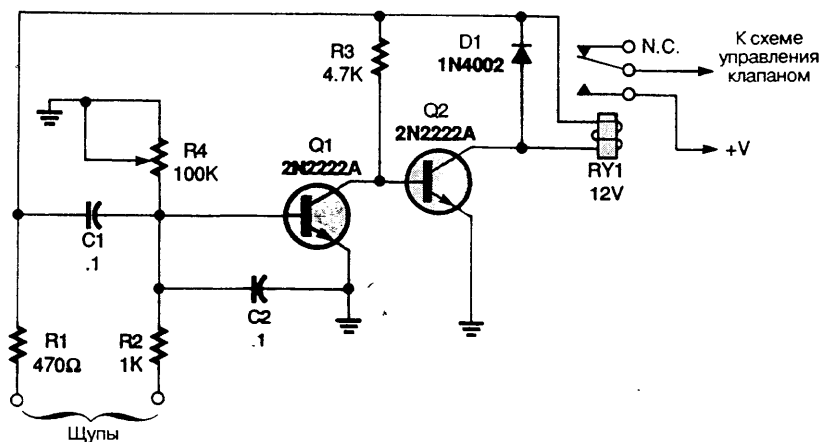 R3
4.7K
D1
1N4002
N.C.
К схеме
управления
клапаном
R4
100K
Q1
2N2222A
Q2
2N2222A
+V
RY1
12V
C1
.1
C2
.1
R1
470Ω
R2
1K
Щупы